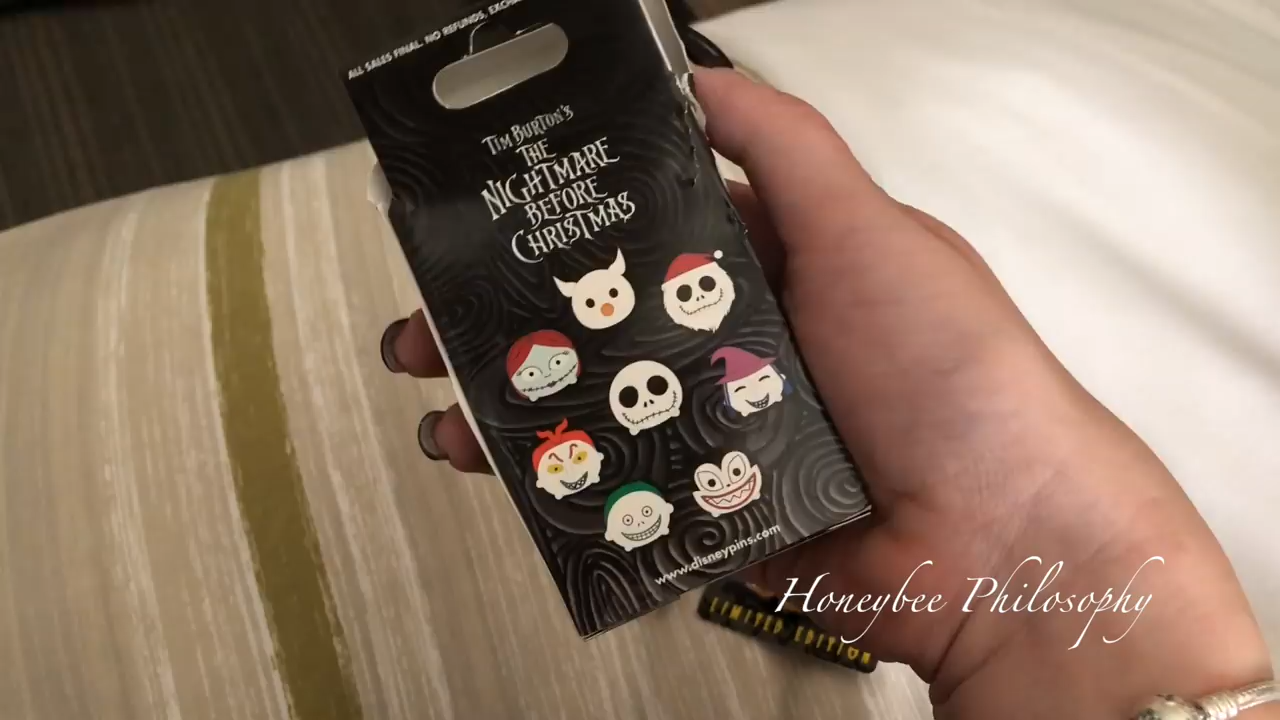 ALL SALES FINAL. NO REFUNDS,
TIM BURTON'S
THE
NIGHTMARE
BEFORE
CHRISTMAS
www.disneypins.com
Honeybee Philosophy
LIMITED EDITION